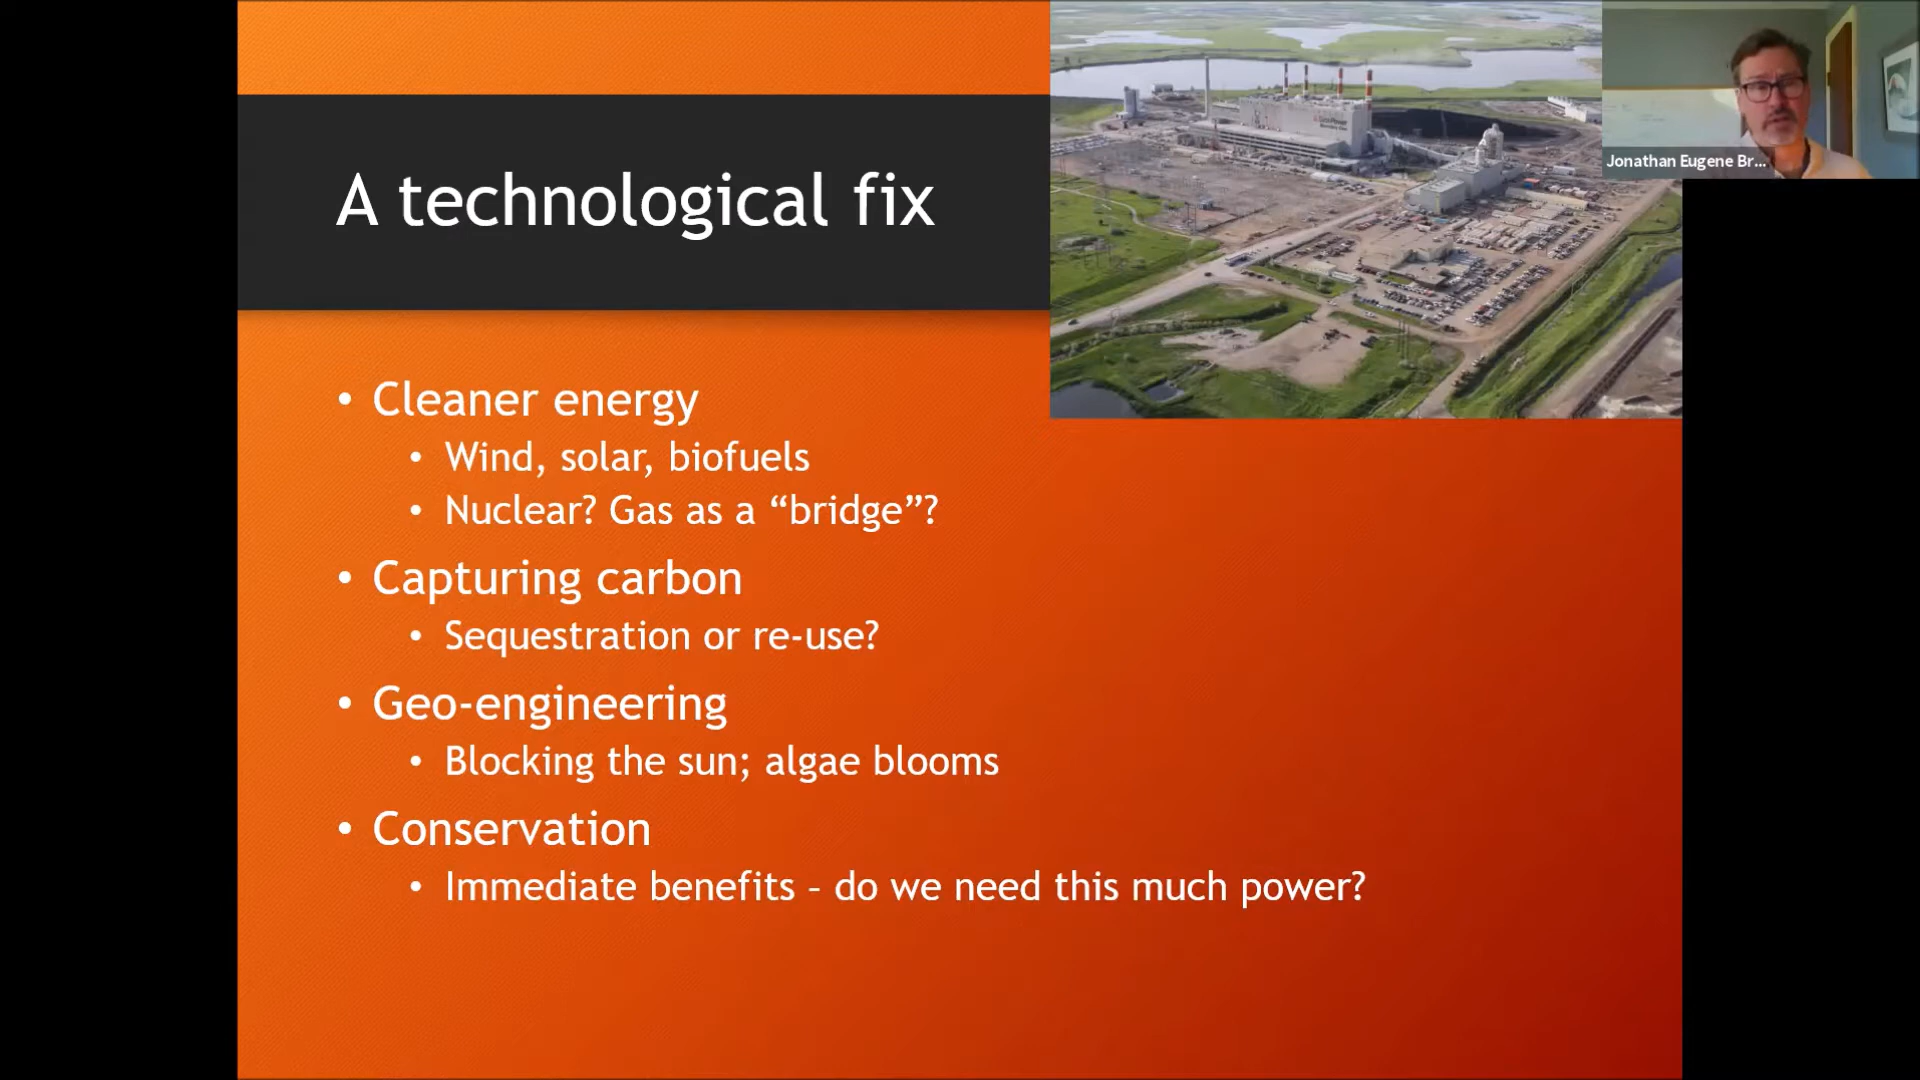 A technological fix
Jonathan Eugene Br...
• Cleaner energy
• Wind, solar, biofuels
• Nuclear? Gas as a “bridge”?
• Capturing carbon
• Sequestration or re-use?
• Geo-engineering
• Blocking the sun; algae blooms
• Conservation
• Immediate benefits – do we need this much power?